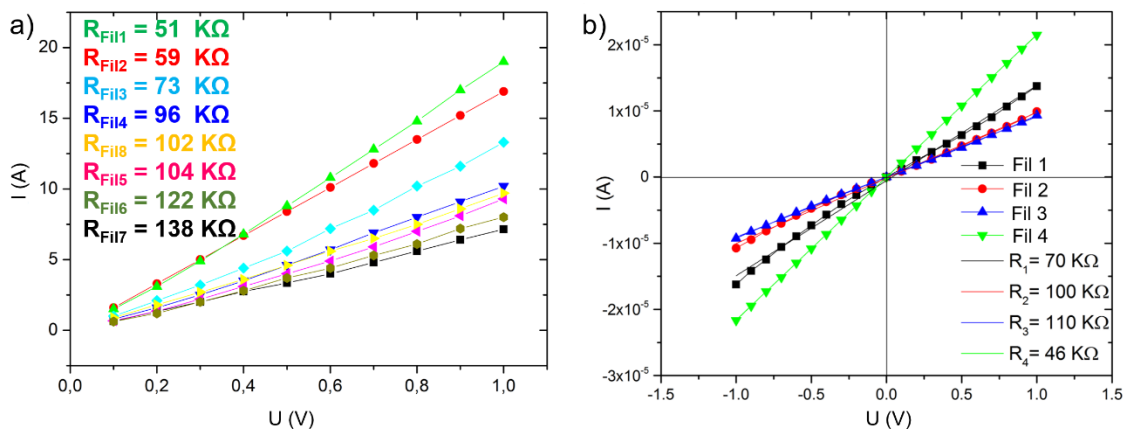 a)
R_Fil1 = 51 KΩ
R_Fil2 = 59 KΩ
R_Fil3 = 73 KΩ
R_Fil4 = 96 KΩ
R_Fil8 = 102 KΩ
R_Fil5 = 104 KΩ
R_Fil6 = 122 KΩ
R_Fil7 = 138 KΩ
I (A)
20
15
10
5
0
0,0 0,2 0,4 0,6 0,8 1,0
U (V)
b)
I (A)
2x10⁻⁵
1x10⁻⁵
0
-1x10⁻⁵
-2x10⁻⁵
-3x10⁻⁵
Fil 1
Fil 2
Fil 3
Fil 4
R₁= 70 KΩ
R₂= 100 KΩ
R₃= 110 KΩ
R₄= 46 KΩ
-1.5 -1.0 -0.5 0.0 0.5 1.0 1.5
U (V)